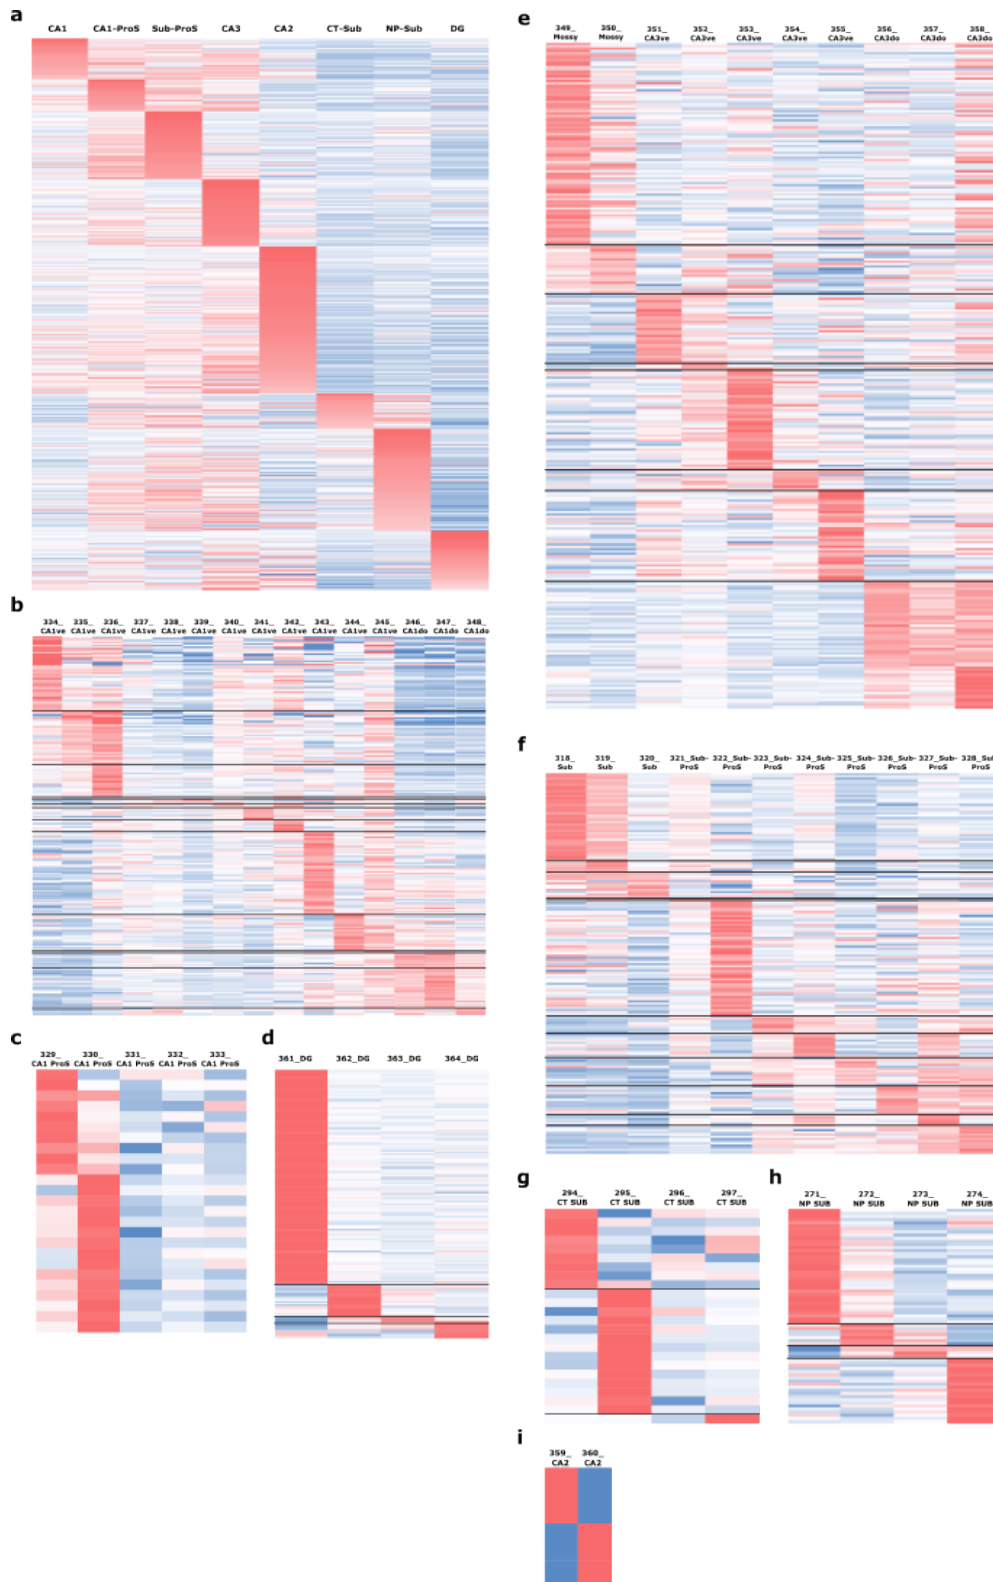 a
CA1 CA1-ProS Sub-ProS CA3 CA2 CT-Sub NP-Sub DG
b
334_ 335_ 336_ 337_ 338_ 339_ 340_ 341_ 342_ 343_ 344_ 345_ 346_ 347_ 348_
CA1ve CA1ve CA1ve CA1ve CA1ve CA1ve CA1ve CA1ve CA1ve CA1ve CA1ve CA1ve CA1do CA1do CA1do
c
329_ 330_ 331_ 332_ 333_
CA1 ProS CA1 ProS CA1 ProS CA1 ProS CA1 ProS
d
361_DG 362_DG 363_DG 364_DG
e
349_ 350_ 351_ 352_ 353_ 354_ 355_ 356_ 357_ 358_
Mossy Mossy CA3ve CA3ve CA3ve CA3ve CA3ve CA3do CA3do CA3do
f
318_ 319_ 320_ 321_Sub- 322_Sub- 323_Sub- 324_Sub- 325_Sub- 326_Sub- 327_Sub- 328_Sub
Sub Sub Sub ProS ProS ProS ProS ProS ProS ProS ProS
g
294_ 295_ 296_ 297_
CT SUB CT SUB CT SUB CT SUB
h
271_ 272_ 273_ 274_
NP SUB NP SUB NP SUB NP SUB
i
359_ 360_
CA2 CA2